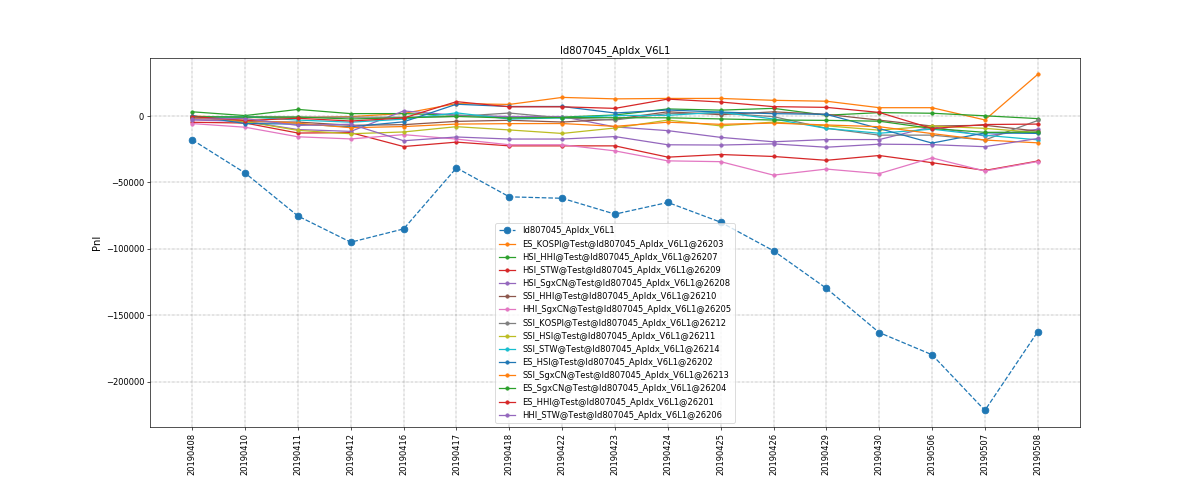 Id807045_ApIdx_V6L1
PnI
0
−50000
−100000
−150000
−200000
Id807045_ApIdx_V6L1
ES_KOSPI@Test@Id807045_ApIdx_V6L1@26203
HSI_HHI@Test@Id807045_ApIdx_V6L1@26207
HSI_STW@Test@Id807045_ApIdx_V6L1@26209
HSI_SgxCN@Test@Id807045_ApIdx_V6L1@26208
SSI_HHI@Test@Id807045_ApIdx_V6L1@26210
HHI_SgxCN@Test@Id807045_ApIdx_V6L1@26205
SSI_KOSPI@Test@Id807045_ApIdx_V6L1@26212
SSI_HSI@Test@Id807045_ApIdx_V6L1@26211
SSI_STW@Test@Id807045_ApIdx_V6L1@26214
ES_HSI@Test@Id807045_ApIdx_V6L1@26202
SSI_SgxCN@Test@Id807045_ApIdx_V6L1@26213
ES_SgxCN@Test@Id807045_ApIdx_V6L1@26204
ES_HHI@Test@Id807045_ApIdx_V6L1@26201
HHI_STW@Test@Id807045_ApIdx_V6L1@26206
20190408
20190410
20190411
20190412
20190416
20190417
20190418
20190422
20190423
20190424
20190425
20190426
20190429
20190430
20190506
20190507
20190508